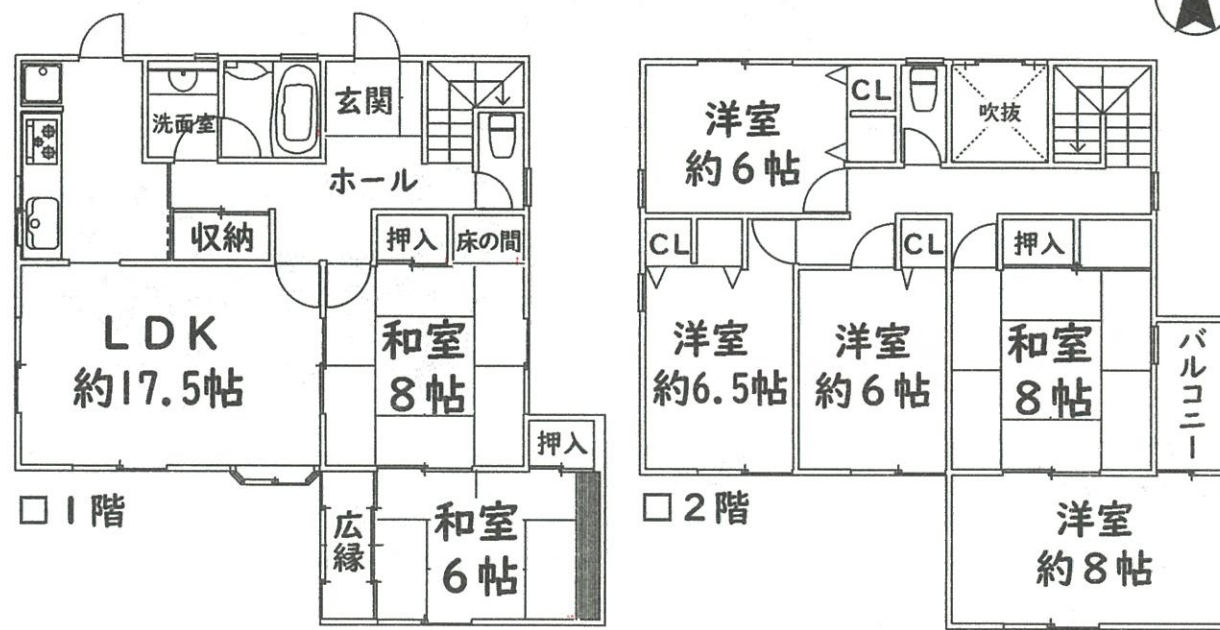 玄関
洗面室
ホール
収納
押入
床の間
LDK
約17.5帖
和室
8帖
押入
□1階
広縁
和室
6帖
洋室
約6帖
CL
吹抜
CL
CL
押入
洋室
約6.5帖
洋室
約6帖
和室
8帖
バルコニー
□2階
洋室
約8帖